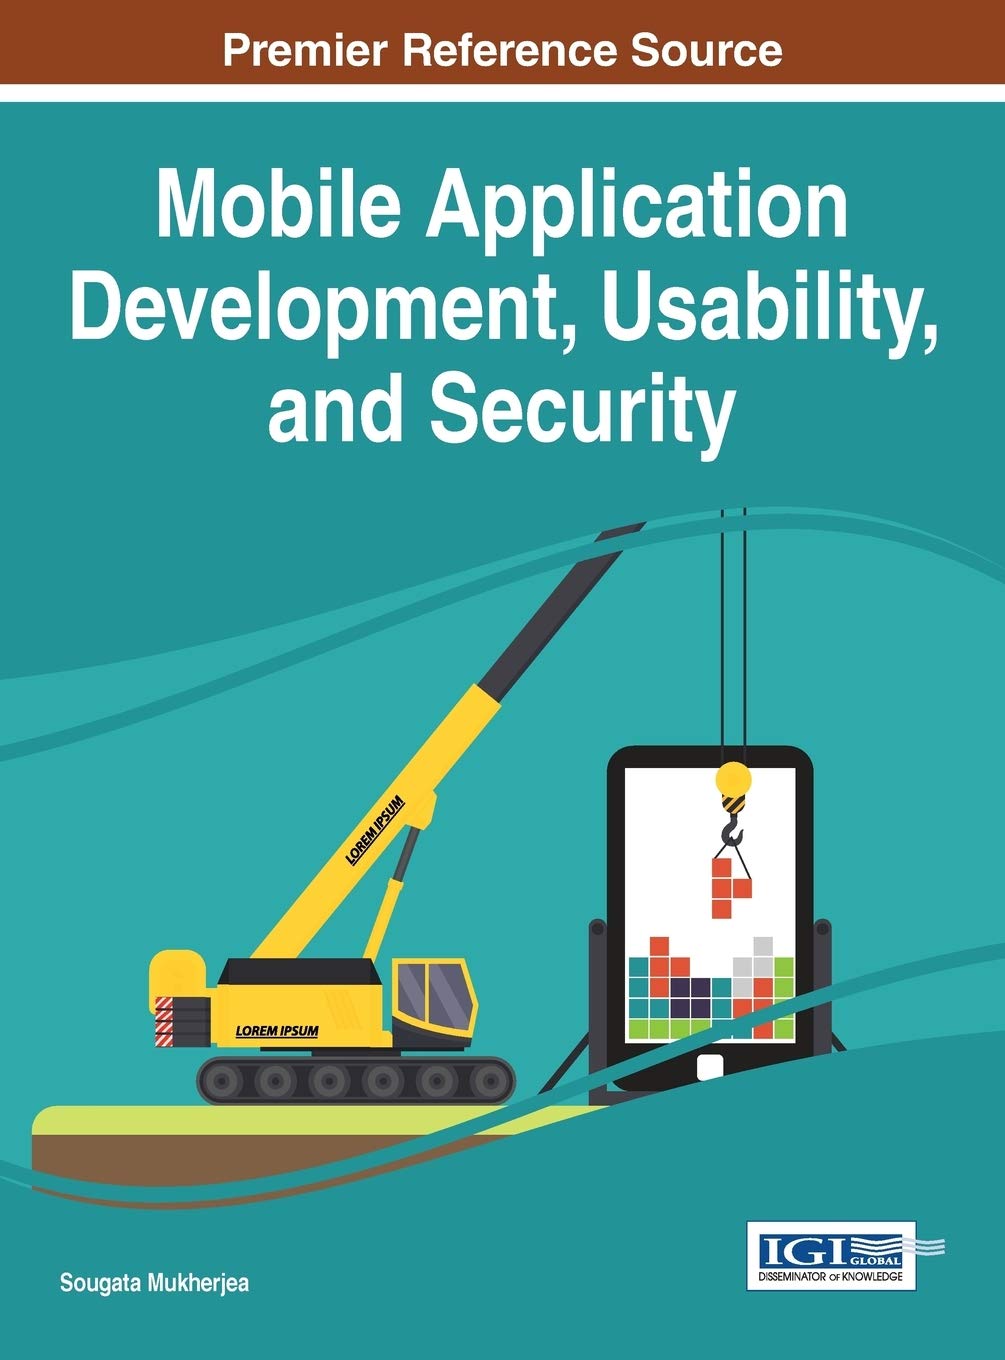 Premier Reference Source
Mobile Application
Development, Usability,
and Security
LOREM IPSUM
LOREM IPSUM
Sougata Mukherjea
IGI
GLOBAL
DISSEMINATOR OF KNOWLEDGE